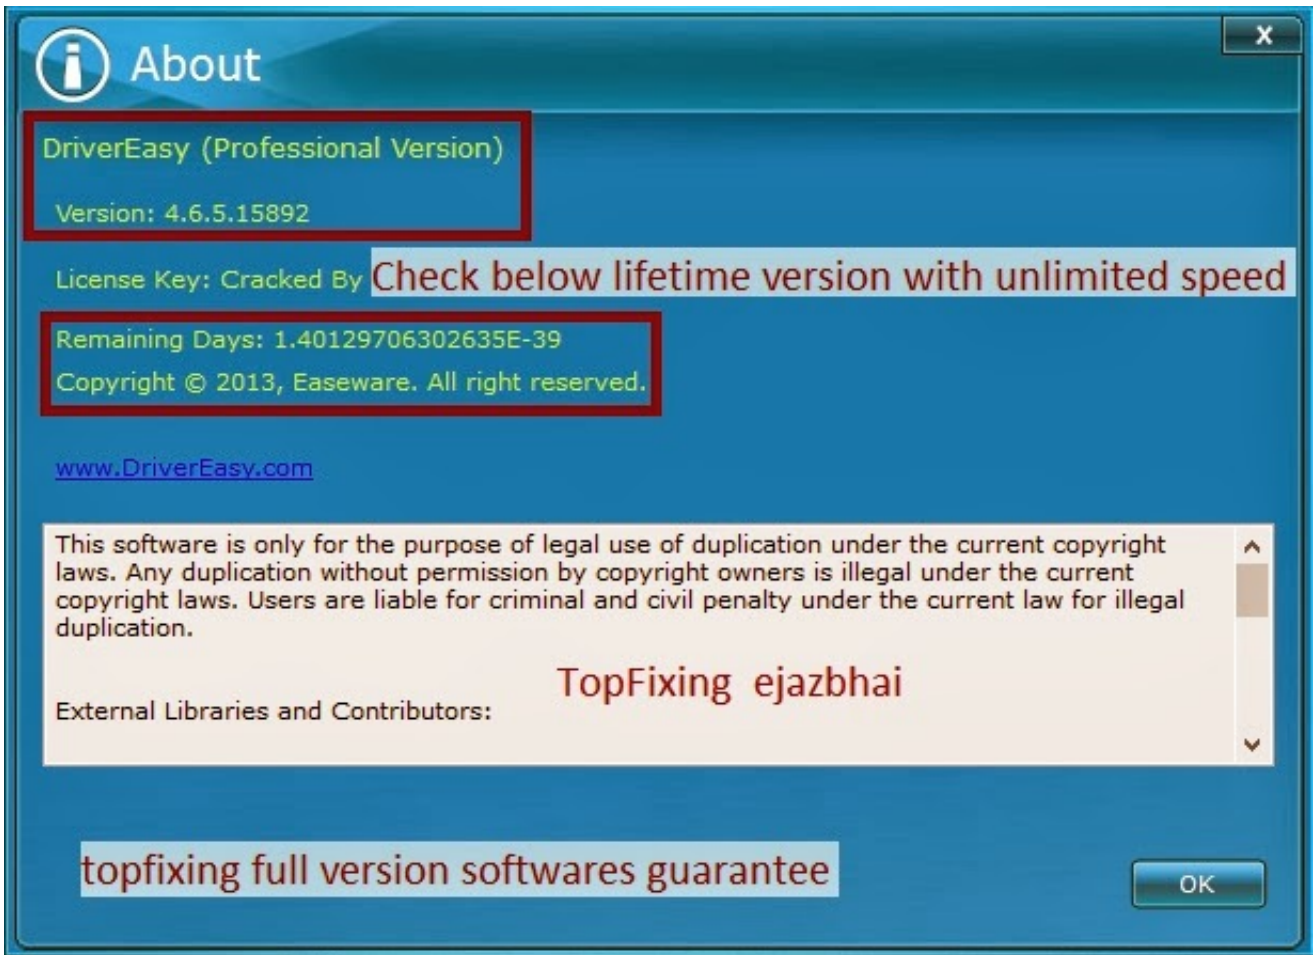 About
X
DriverEasy (Professional Version)
Version: 4.6.5.15892
License Key: Cracked By Check below lifetime version with unlimited speed
Remaining Days: 1.40129706302635E-39
Copyright © 2013, Easeware. All right reserved.
www.DriverEasy.com
This software is only for the purpose of legal use of duplication under the current copyright
laws. Any duplication without permission by copyright owners is illegal under the current
copyright laws. Users are liable for criminal and civil penalty under the current law for illegal
duplication.
TopFixing ejazbhai
External Libraries and Contributors:
topfixing full version softwares guarantee
OK